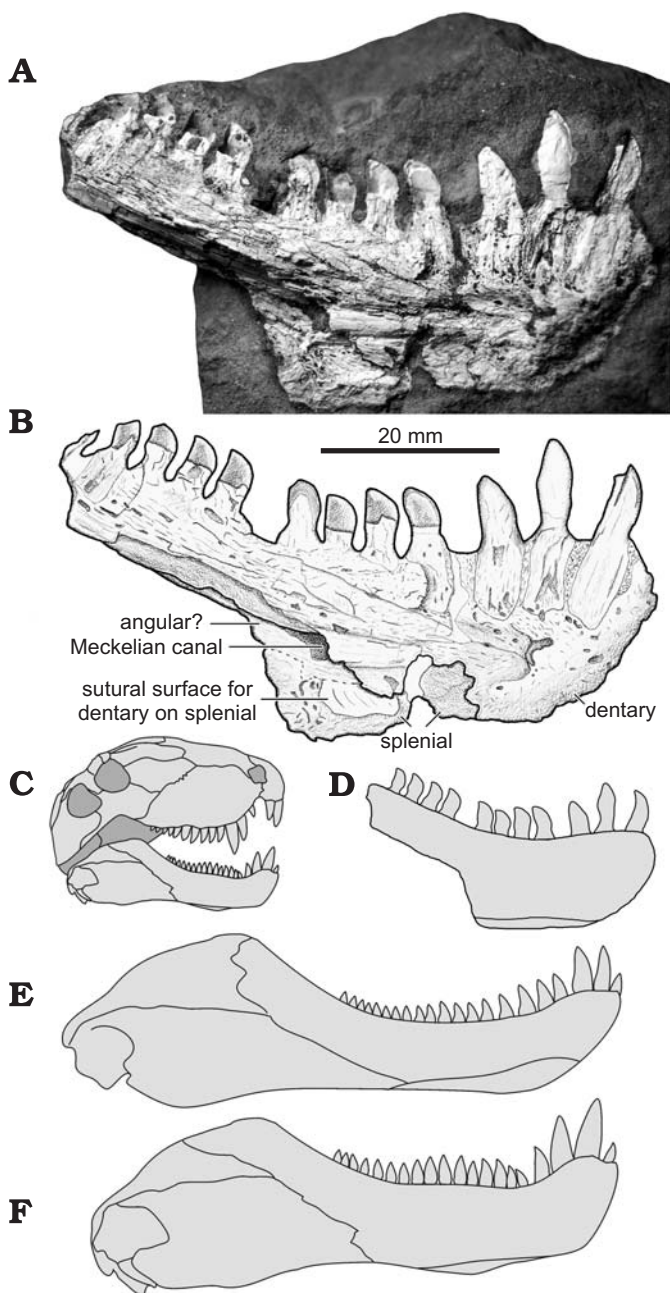 A
B
20 mm
angular?
Meckelian canal
sutural surface for
dentary on splenial
splenial
dentary
C
D
E
F